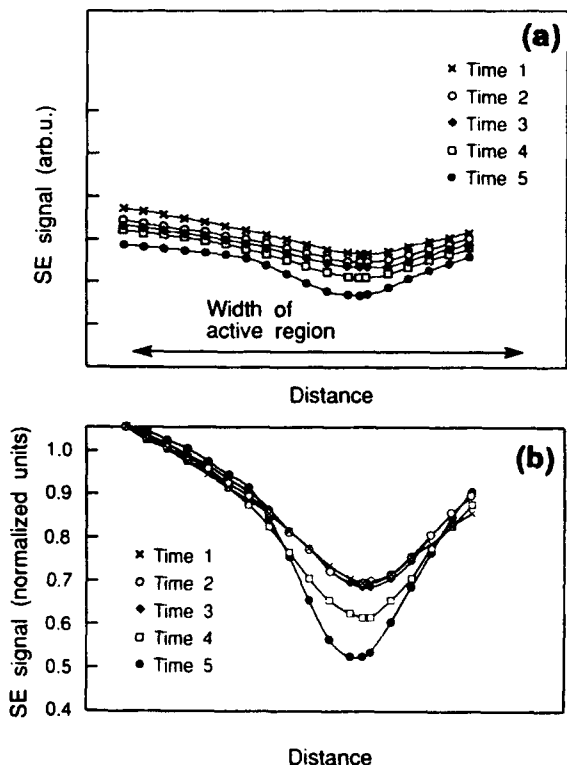 (a)
× Time 1
○ Time 2
◆ Time 3
□ Time 4
● Time 5
SE signal (arb.u.)
Width of
active region
Distance
(b)
1.0
0.9
0.8
0.7
0.6
0.5
0.4
SE signal (normalized units)
× Time 1
○ Time 2
◆ Time 3
□ Time 4
● Time 5
Distance